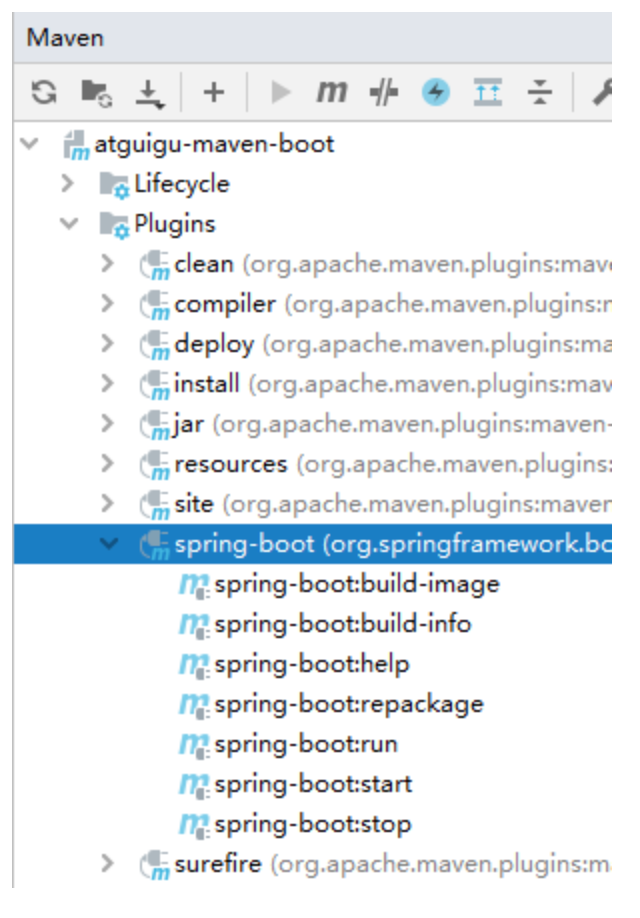 Maven
atguigu-maven-boot
Lifecycle
Plugins
clean (org.apache.maven.plugins:mav
compiler (org.apache.maven.plugins:r
deploy (org.apache.maven.plugins:ma
install (org.apache.maven.plugins:mav
jar (org.apache.maven.plugins:maven-
resources (org.apache.maven.plugins:
site (org.apache.maven.plugins:maven
spring-boot (org.springframework.bo
spring-boot:build-image
spring-boot:build-info
spring-boot:help
spring-boot:repackage
spring-boot:run
spring-boot:start
spring-boot:stop
surefire (org.apache.maven.plugins:m